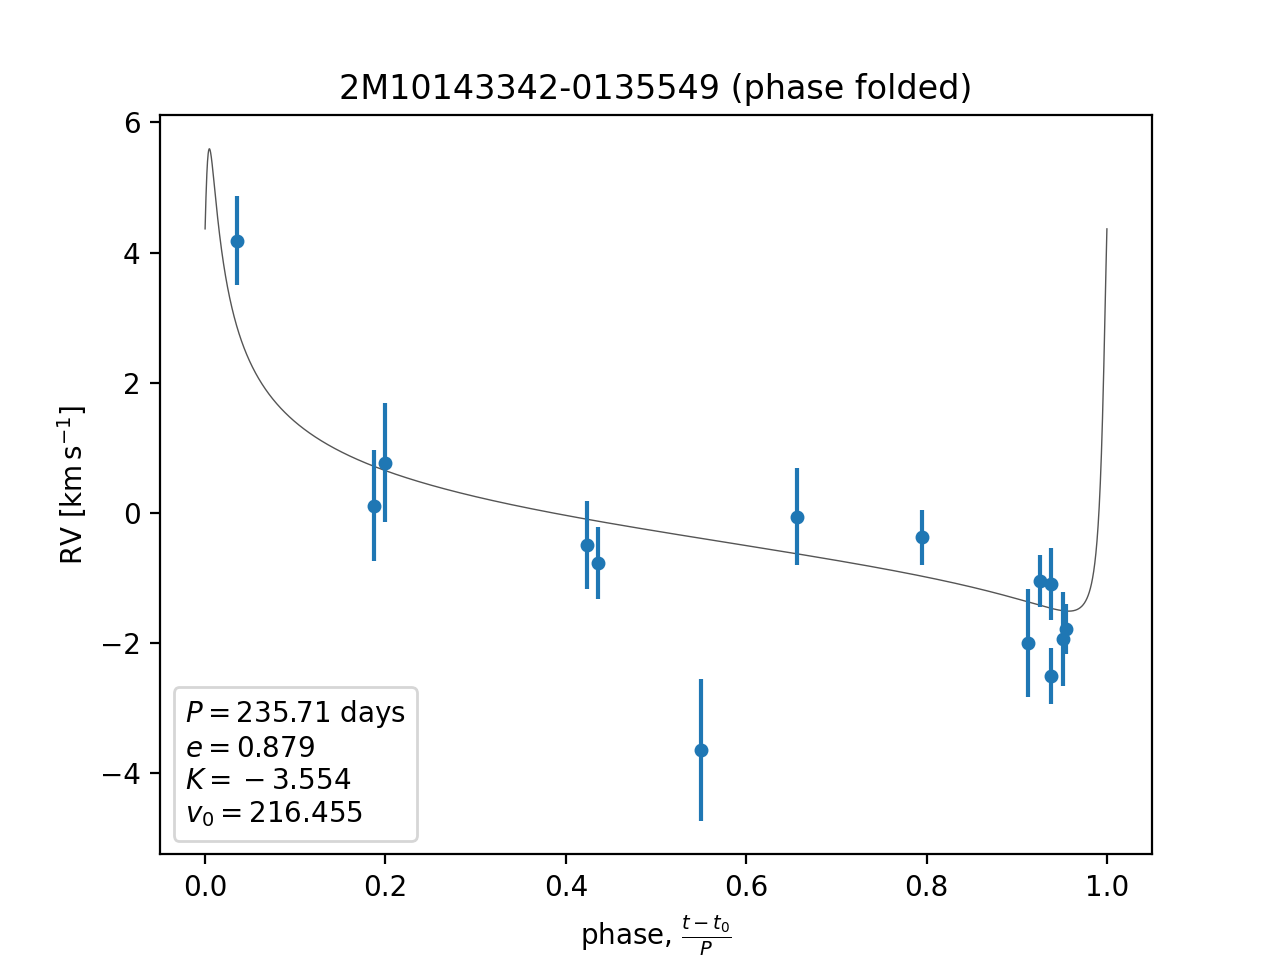 2M10143342-0135549 (phase folded)
6
4
2
0
−2
−4
RV [km s⁻¹]
P = 235.71 days
e = 0.879
K = −3.554
v₀ = 216.455
0.0 0.2 0.4 0.6 0.8 1.0
phase, (t − t₀)/P